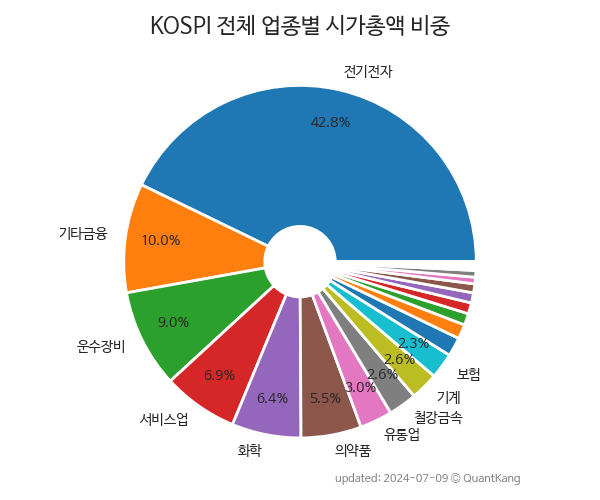 KOSPI 전체 업종별 시가총액 비중
전기전자
42.8%
기타금융
10.0%
운수장비
9.0%
서비스업
6.9%
화학
6.4%
의약품
5.5%
유통업
3.0%
철강금속
2.6%
기계
2.6%
보험
2.3%
updated: 2024-07-09 © QuantKang